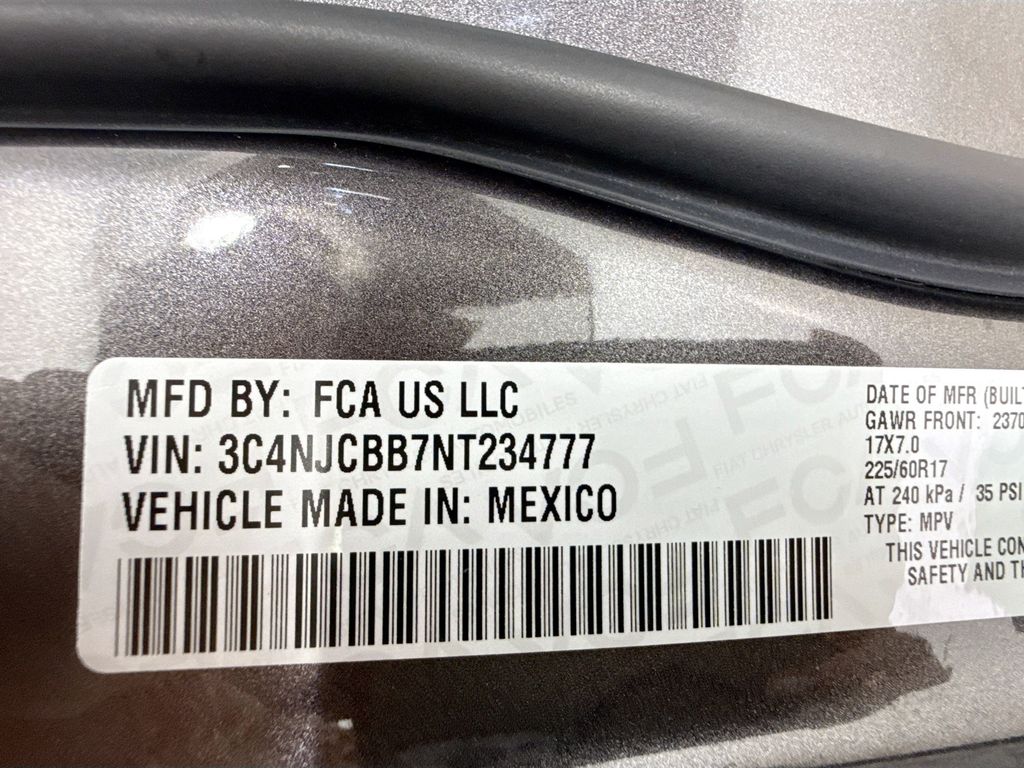 MFD BY: FCA US LLC
VIN: 3C4NJCBB7NT234777
VEHICLE MADE IN: MEXICO
DATE OF MFR (BUILT
GAWR FRONT: 2370
17X7.0
225/60R17
AT 240 kPa / 35 PSI
TYPE: MPV
THIS VEHICLE CON
SAFETY AND TH